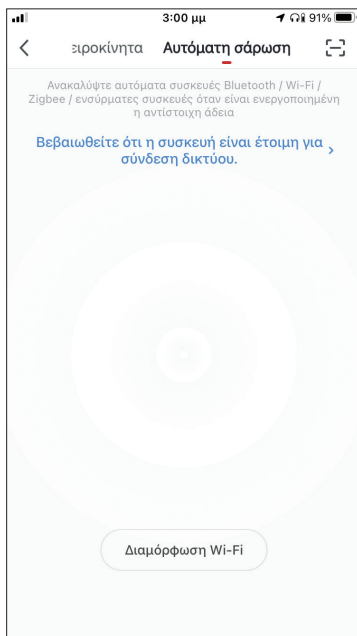 3:00 μμ
91%
ειροκίνητα Αυτόματη σάρωση
Ανακαλύψτε αυτόματα συσκευές Bluetooth / Wi-Fi /
Zigbee / ενσύρματες συσκευές όταν είναι ενεργοποιημένη
η αντίστοιχη άδεια
Βεβαιωθείτε ότι η συσκευή είναι έτοιμη για
σύνδεση δικτύου.
Διαμόρφωση Wi-Fi